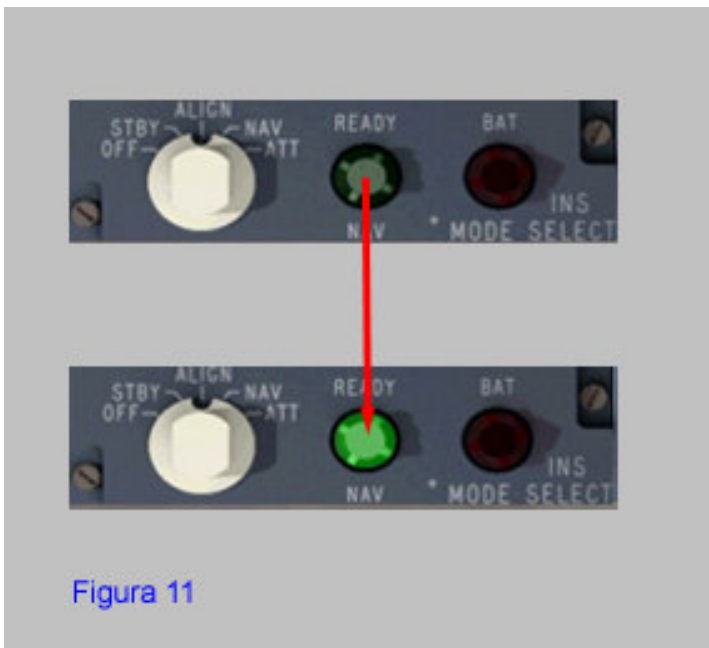 ALIGN
STBY NAV READY BAT
OFF ATT
INS
NAV * MODE SELECT
ALIGN
STBY NAV READY BAT
OFF ATT
INS
NAV * MODE SELECT
Figura 11